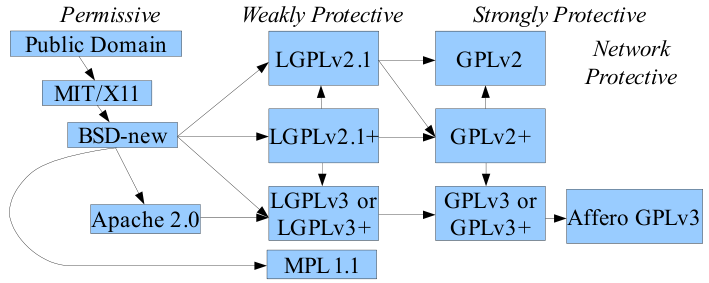 Permissive
Weakly Protective
Strongly Protective
Network
Protective
Public Domain
MIT/X11
BSD-new
Apache 2.0
LGPLv2.1
LGPLv2.1+
LGPLv3 or
LGPLv3+
MPL 1.1
GPLv2
GPLv2+
GPLv3 or
GPLv3+
Affero GPLv3